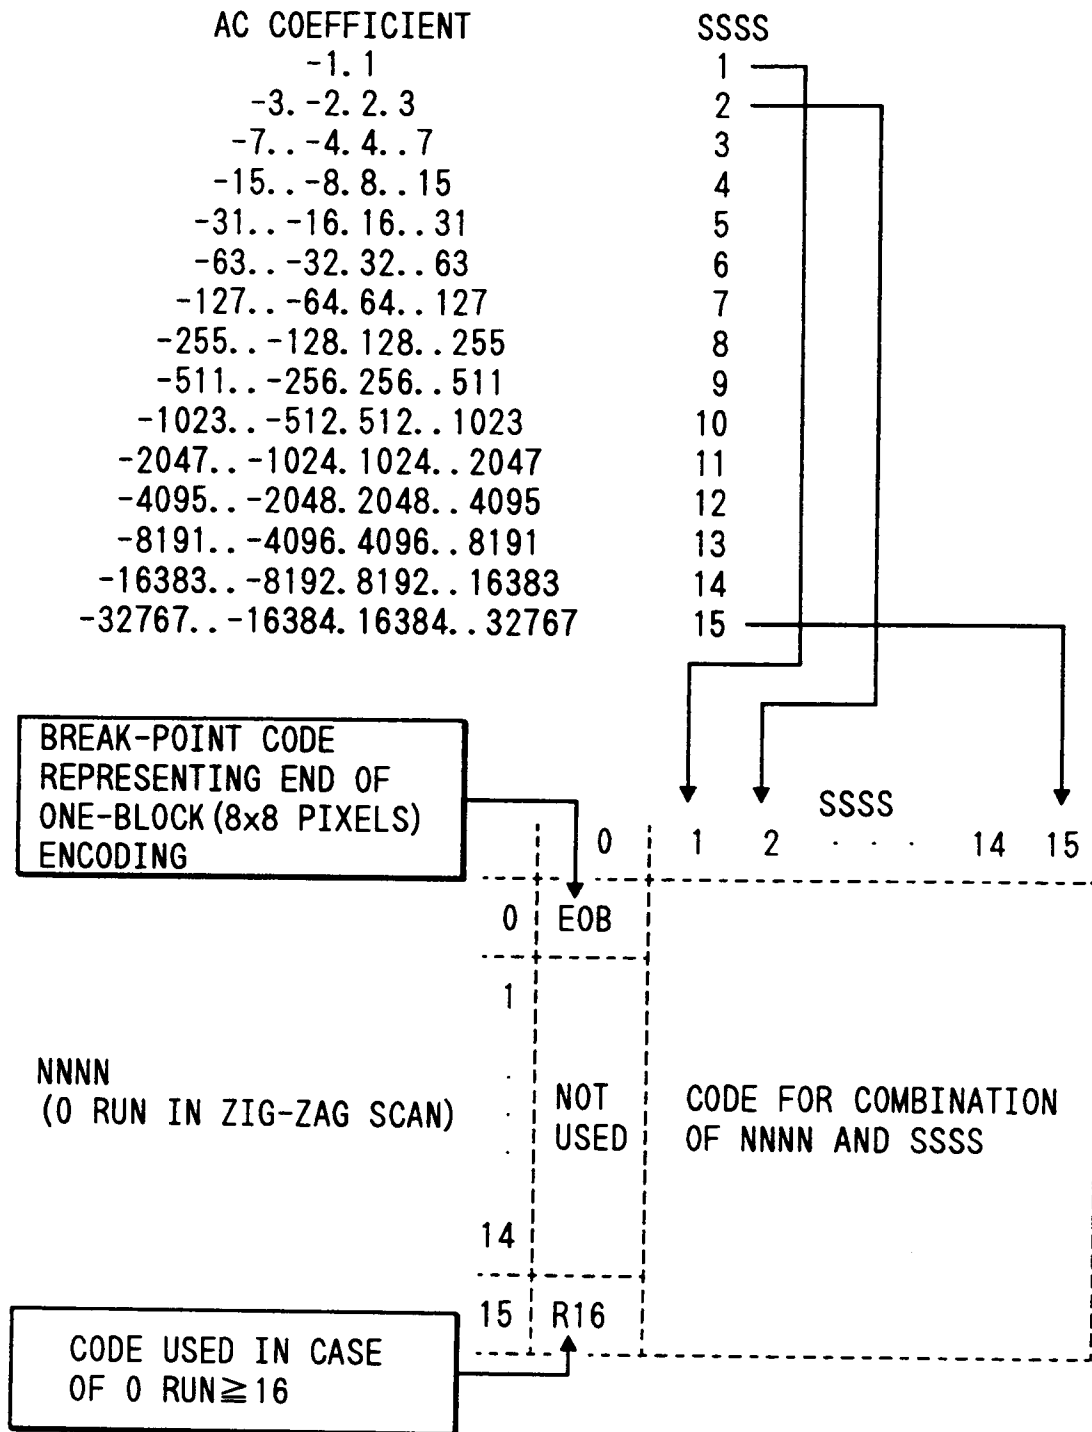 AC COEFFICIENT SSSS
-1. 1 1
-3. -2. 2. 3 2
-7. . -4. 4. . 7 3
-15. . -8. 8. . 15 4
-31. . -16. 16. . 31 5
-63. . -32. 32. . 63 6
-127. . -64. 64. . 127 7
-255. . -128. 128. . 255 8
-511. . -256. 256. . 511 9
-1023. . -512. 512. . 1023 10
-2047. . -1024. 1024. . 2047 11
-4095. . -2048. 2048. . 4095 12
-8191. . -4096. 4096. . 8191 13
-16383. . -8192. 8192. . 16383 14
-32767. . -16384. 16384. . 32767 15
BREAK-POINT CODE
REPRESENTING END OF
ONE-BLOCK (8x8 PIXELS)
ENCODING
SSSS
0 1 2 · · · 14 15
0 EOB
1
·
·
·
14
NNNN
(0 RUN IN ZIG-ZAG SCAN)
NOT
USED
CODE FOR COMBINATION
OF NNNN AND SSSS
15 R16
CODE USED IN CASE
OF 0 RUN≧16